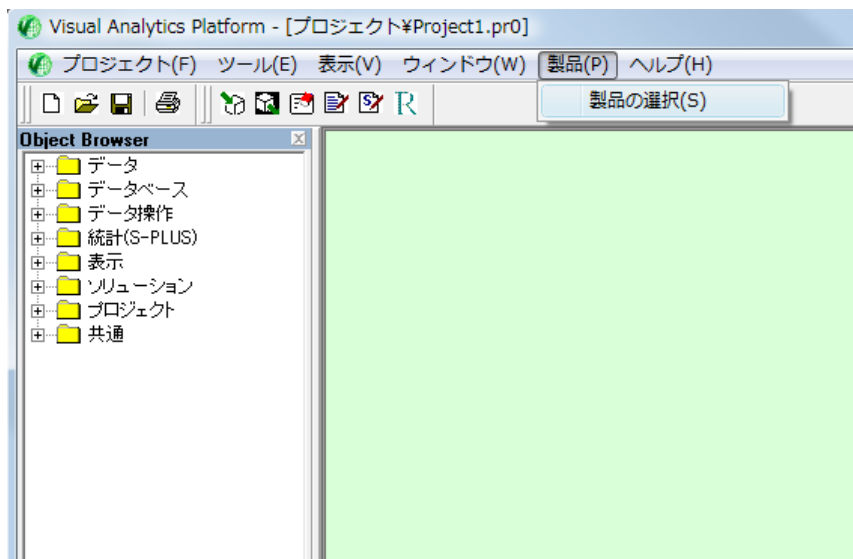 Visual Analytics Platform - [プロジェクト¥Project1.pr0]
プロジェクト(F) ツール(E) 表示(V) ウィンドウ(W) 製品(P) ヘルプ(H)
製品の選択(S)
Object Browser
データ
データベース
データ操作
統計(S-PLUS)
表示
ソリューション
プロジェクト
共通